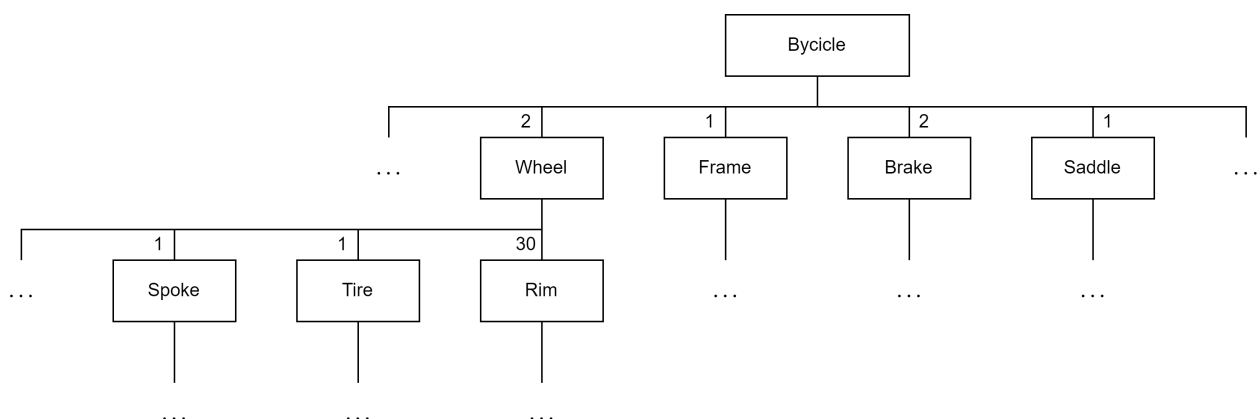 Bycicle
2 1 2 1
... Wheel Frame Brake Saddle ...
1 1 30
... Spoke Tire Rim ... ... ...
... ... ...